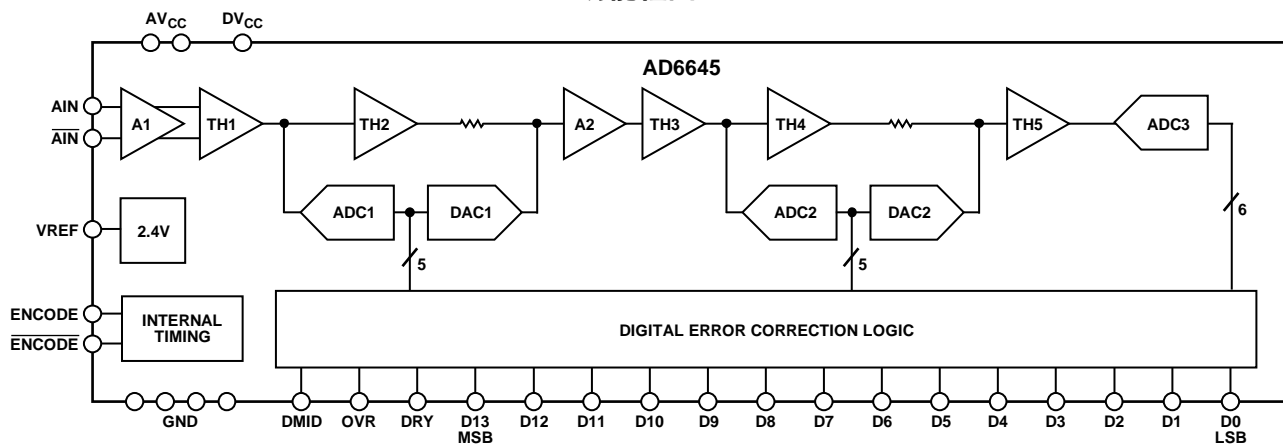 AVCC DVCC
AD6645
AIN
AIN
A1 TH1 TH2 A2 TH3 TH4 TH5 ADC3
ADC1 DAC1 ADC2 DAC2
VREF 2.4V
5 5 6
ENCODE
ENCODE
INTERNAL
TIMING
DIGITAL ERROR CORRECTION LOGIC
GND DMID OVR DRY D13 D12 D11 D10 D9 D8 D7 D6 D5 D4 D3 D2 D1 D0
MSB LSB